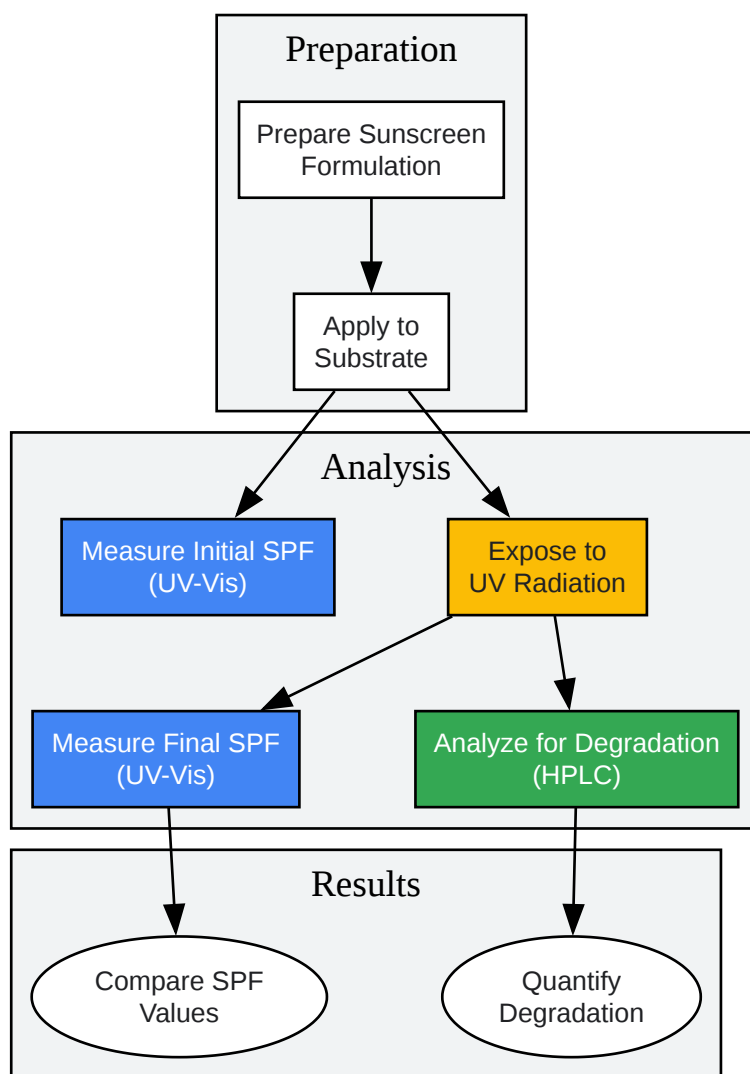 Preparation
Prepare Sunscreen
Formulation
Apply to
Substrate
Analysis
Measure Initial SPF
(UV-Vis)
Expose to
UV Radiation
Measure Final SPF
(UV-Vis)
Analyze for Degradation
(HPLC)
Results
Compare SPF
Values
Quantify
Degradation